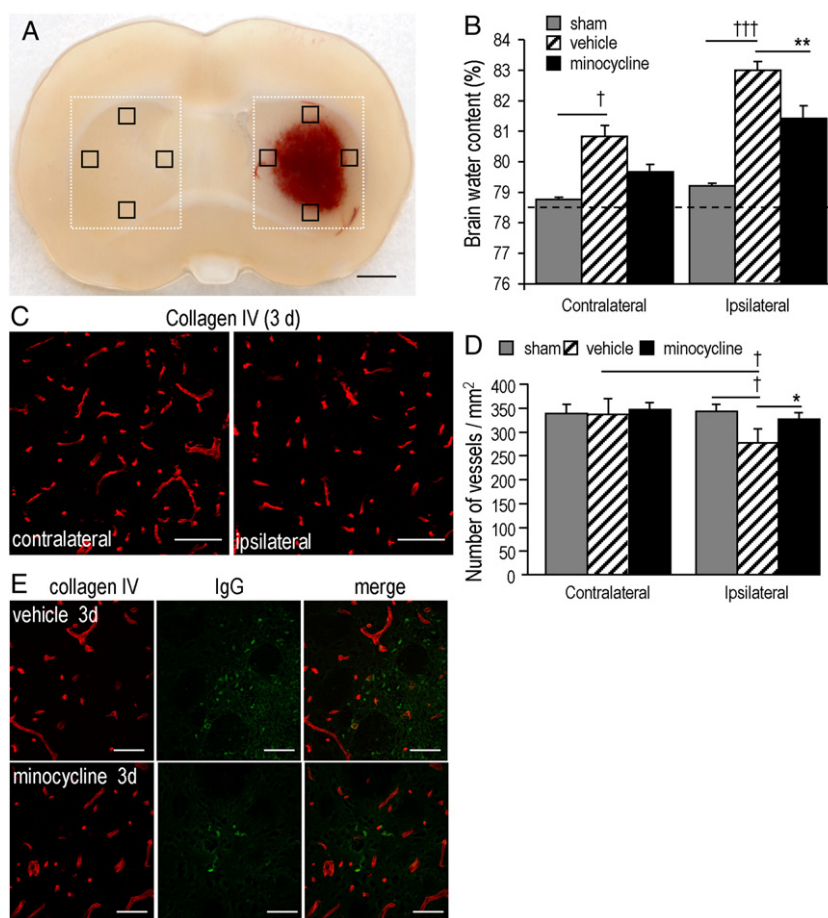 A
B
sham
vehicle
minocycline
†††
**
†
Brain water content (%)
84
83
82
81
80
79
78
77
76
Contralateral
Ipsilateral
C
Collagen IV (3 d)
contralateral
ipsilateral
D
sham vehicle minocycline
†
†
*
Number of vessels / mm²
400
350
300
250
200
150
100
50
0
Contralateral
Ipsilateral
E
collagen IV IgG merge
vehicle 3d
minocycline 3d